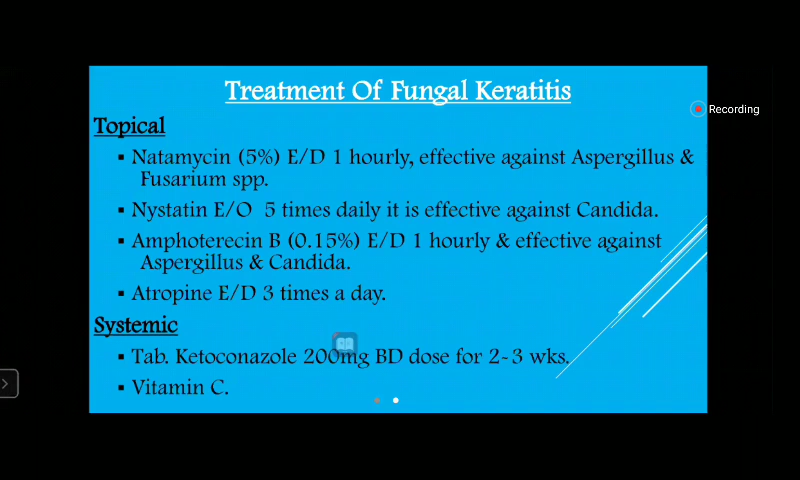 Treatment Of Fungal Keratitis
Recording
Topical
▪ Natamycin (5%) E/D 1 hourly, effective against Aspergillus &
Fusarium spp.
▪ Nystatin E/O 5 times daily it is effective against Candida.
▪ Amphoterecin B (0.15%) E/D 1 hourly & effective against
Aspergillus & Candida.
▪ Atropine E/D 3 times a day.
Systemic
▪ Tab. Ketoconazole 200mg BD dose for 2-3 wks.
▪ Vitamin C.